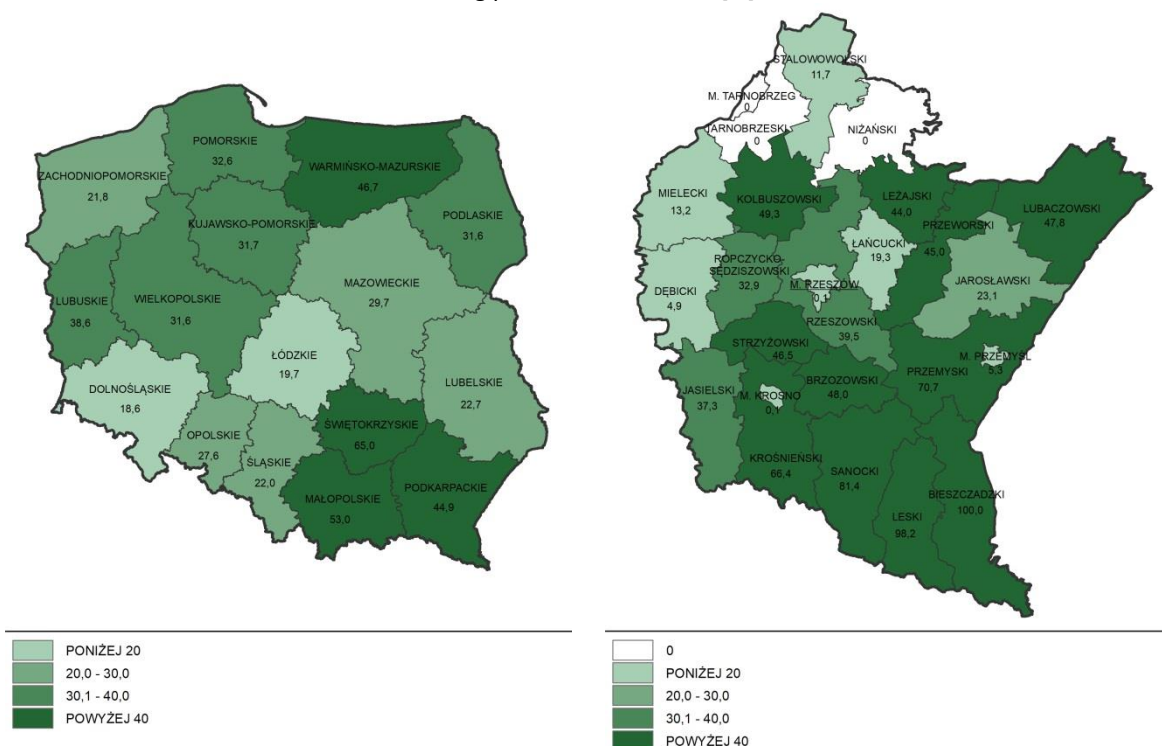 POMORSKIE
32,6
WARMIŃSKO-MAZURSKIE
46,7
ZACHODNIOPOMORSKIE
21,8
PODLASKIE
31,6
KUJAWSKO-POMORSKIE
31,7
MAZOWIECKIE
29,7
LUBUSKIE
38,6
WIELKOPOLSKIE
31,6
ŁÓDZKIE
19,7
DOLNOŚLĄSKIE
18,6
LUBELSKIE
22,7
OPOLSKIE
27,6
ŚWIĘTOKRZYSKIE
65,0
ŚLĄSKIE
22,0
MAŁOPOLSKIE
53,0
PODKARPACKIE
44,9
PONIŻEJ 20
20,0 - 30,0
30,1 - 40,0
POWYŻEJ 40
STALOWOWOLSKI
11,7
M. TARNOBRZEG
0
TARNOBRZESKI
0
NIŻAŃSKI
0
MIELECKI
13,2
KOLBUSZOWSKI
49,3
LEŻAJSKI
44,0
LUBACZOWSKI
47,8
PRZEWORSKI
45,0
ŁAŃCUCKI
19,3
ROPCZYCKO-
SĘDZISZOWSKI
32,9
DĘBICKI
4,9
M. RZESZÓW
0,1
JAROSŁAWSKI
23,1
RZESZOWSKI
39,5
STRZYŻOWSKI
46,5
M. PRZEMYŚL
5,3
PRZEMYSKI
70,7
JASIELSKI
37,3
M. KROSNO
0,1
BRZOZOWSKI
48,0
KROŚNIEŃSKI
66,4
SANOCKI
81,4
BIESZCZADZKI
100,0
LESKI
98,2
0
PONIŻEJ 20
20,0 - 30,0
30,1 - 40,0
POWYŻEJ 40